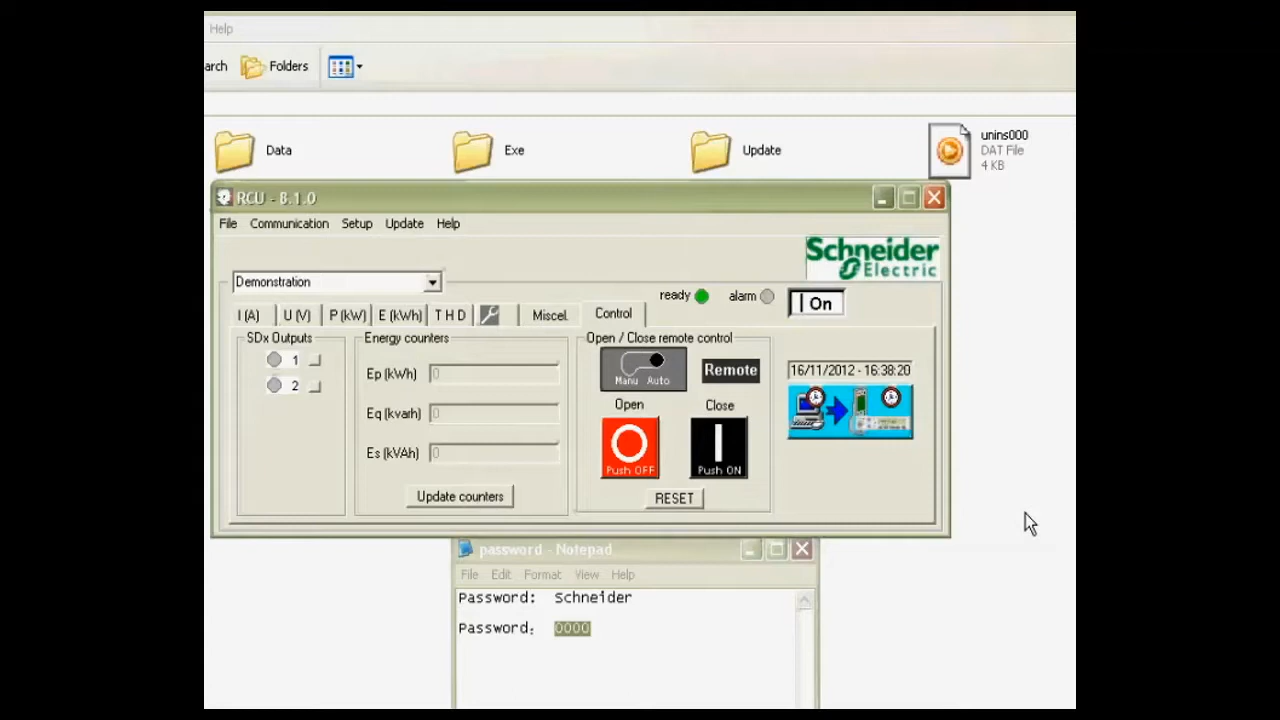 Help
arch Folders
Data Exe Update unins000
DAT File
4 KB
RCU - 8.1.0
File Communication Setup Update Help
Schneider
Electric
Demonstration
ready alarm On
I (A) U (V) P (kW) E (kWh) T H D Miscel. Control
SDx Outputs Energy counters Open / Close remote control
1
2
Ep (kWh) 0
Eq (kvarh) 0
Es (kVAh) 0
Update counters
Manu Auto
Remote
Open Close
Push OFF Push ON
RESET
16/11/2012 - 16:38:20
password - Notepad
File Edit Format View Help
Password: Schneider
Password: 0000